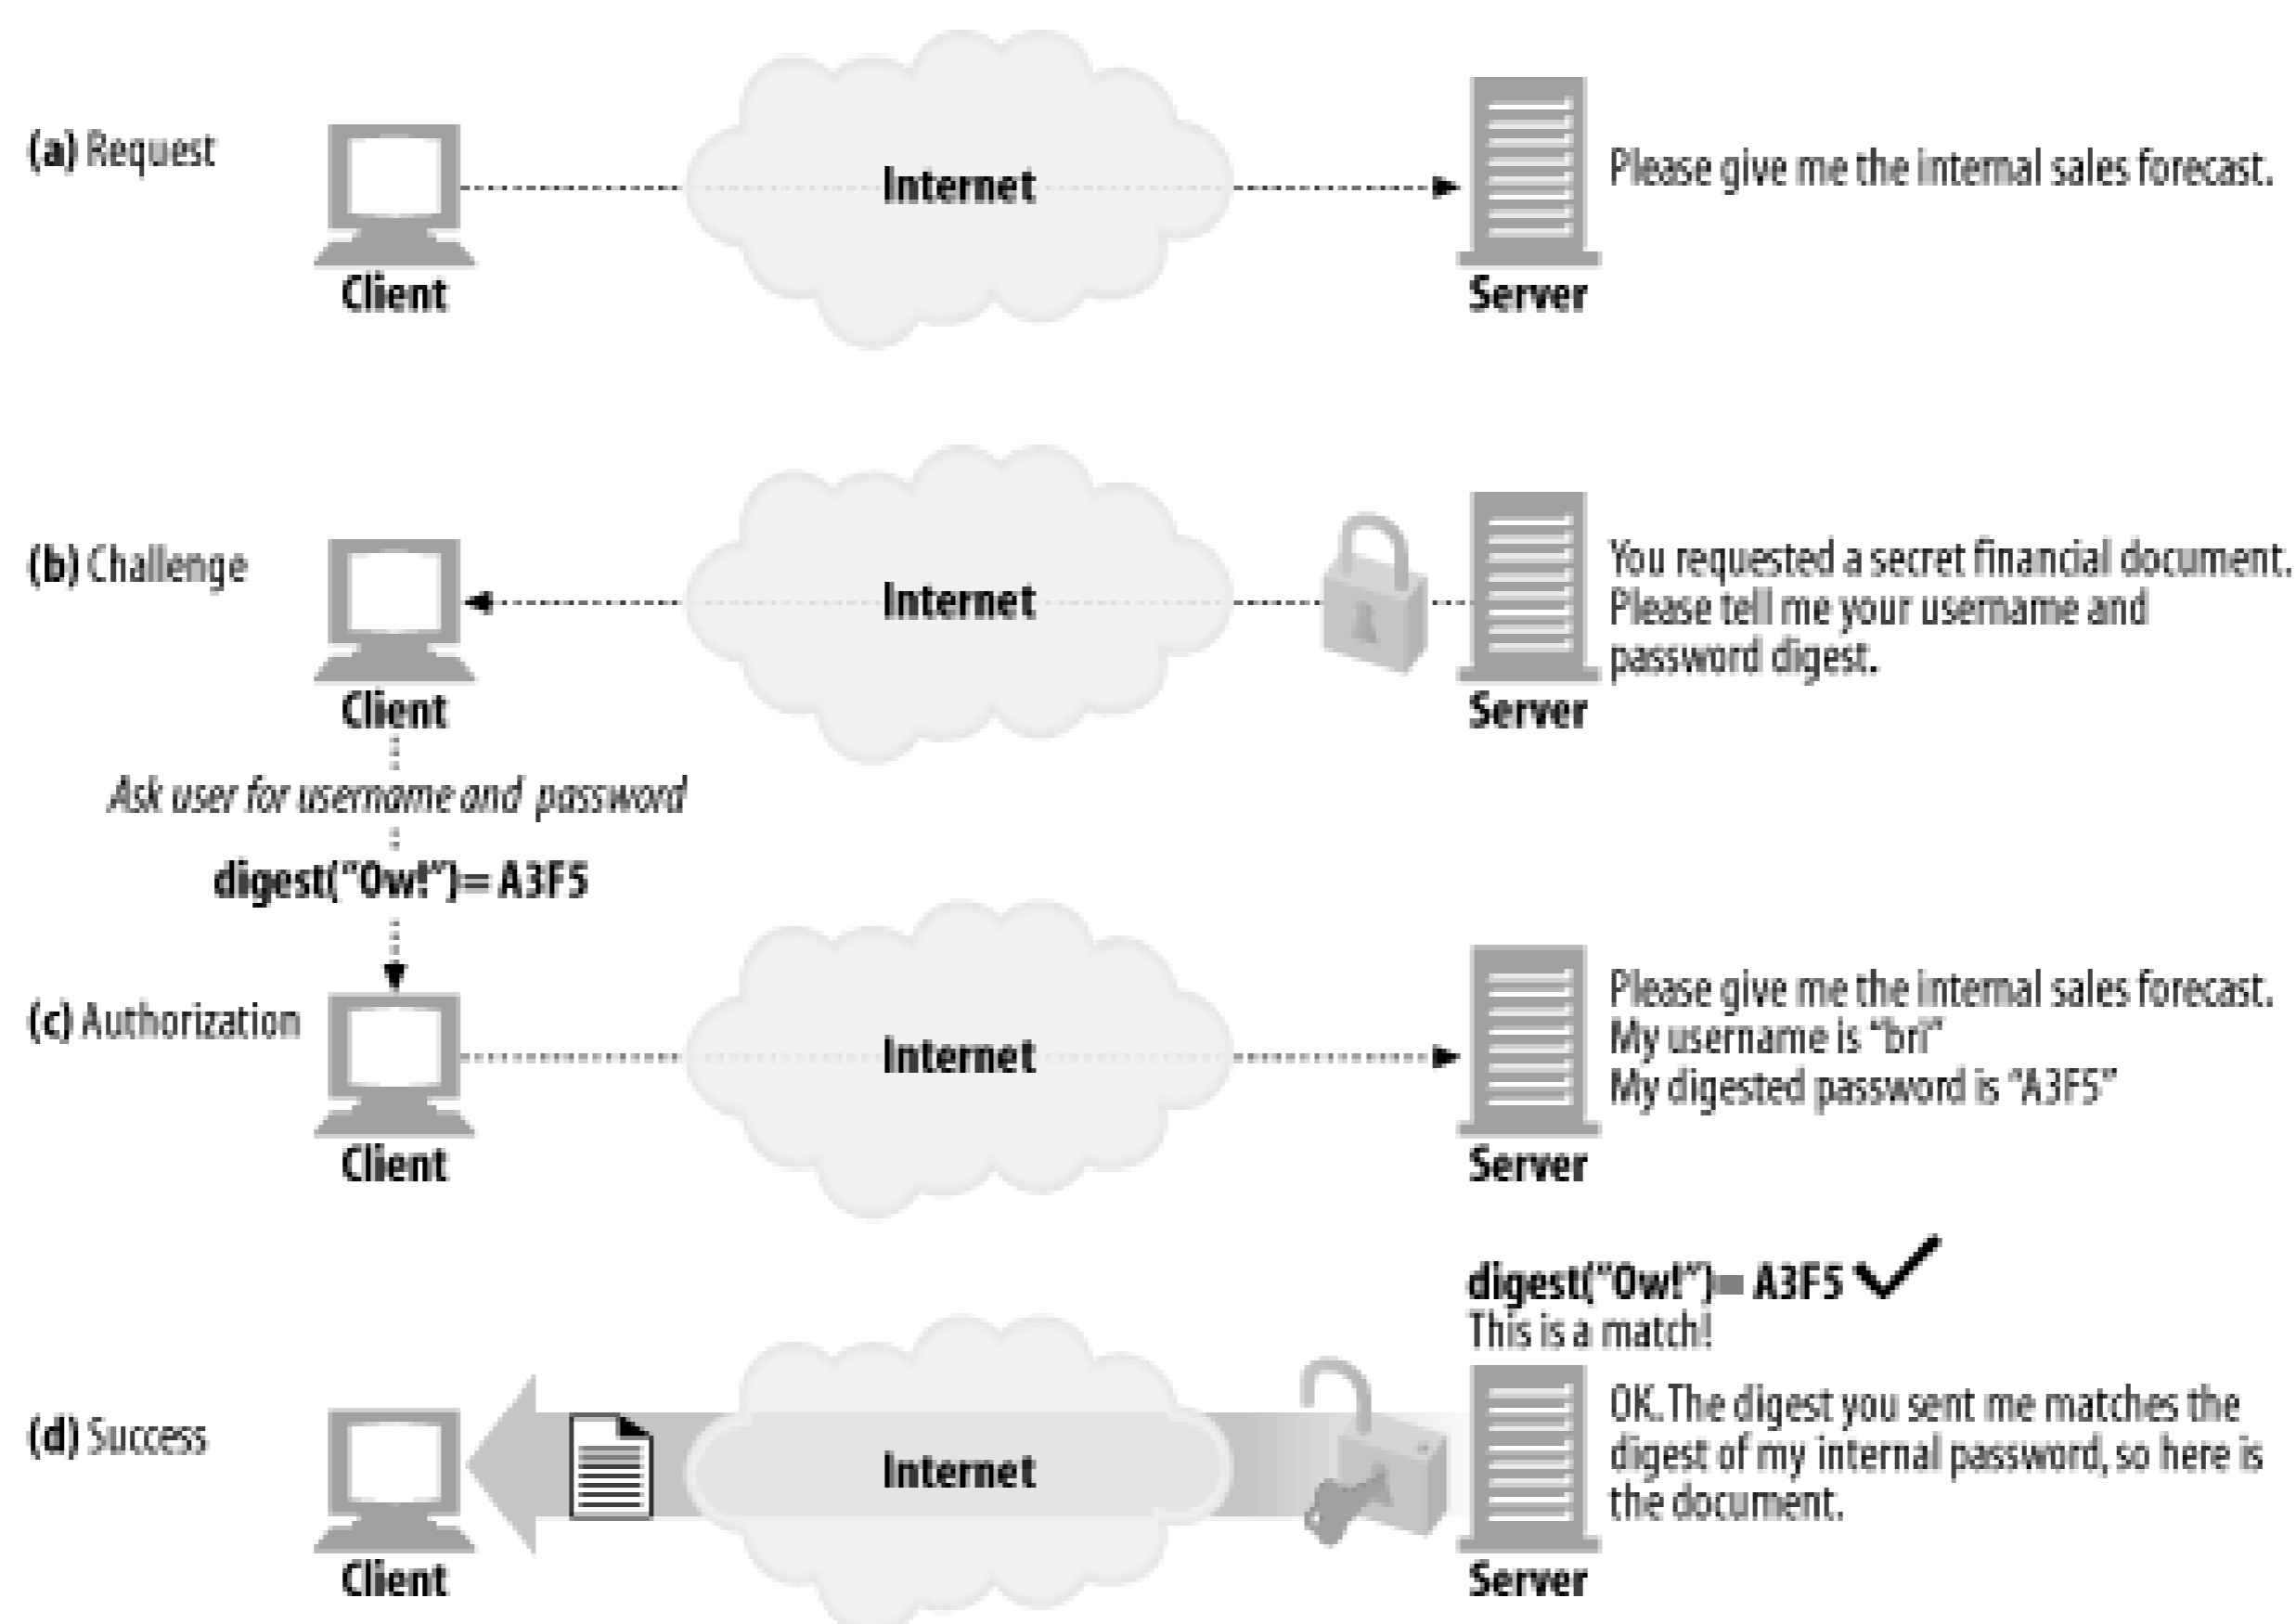 (a) Request
Internet
Please give me the internal sales forecast.
Client
Server
(b) Challenge
Internet
You requested a secret financial document.
Please tell me your username and
password digest.
Client
Server
Ask user for username and password
digest("Ow!")= A3F5
(c) Authorization
Internet
Please give me the internal sales forecast.
My username is "bri"
My digested password is "A3F5"
Client
Server
digest("Ow!")= A3F5
This is a match!
(d) Success
Internet
OK. The digest you sent me matches the
digest of my internal password, so here is
the document.
Client
Server